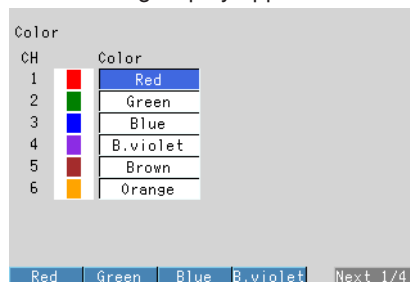 Color
CH Color
1 Red
2 Green
3 Blue
4 B.violet
5 Brown
6 Orange
Red Green Blue B.violet Next 1/4